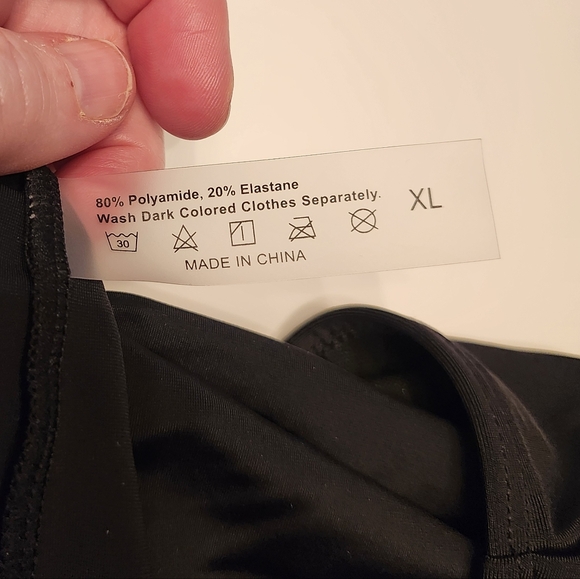 80% Polyamide, 20% Elastane
Wash Dark Colored Clothes Separately.
XL
30
MADE IN CHINA